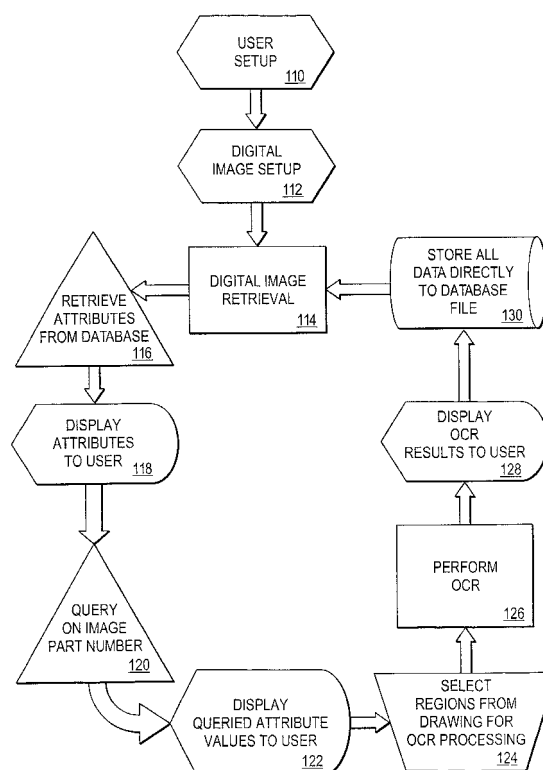 USER
SETUP
110
DIGITAL
IMAGE SETUP
112
DIGITAL IMAGE
RETRIEVAL
114
RETRIEVE
ATTRIBUTES
FROM DATABASE
116
DISPLAY
ATTRIBUTES
TO USER
118
QUERY
ON IMAGE
PART NUMBER
120
DISPLAY
QUERIED ATTRIBUTE
VALUES TO USER
122
SELECT
REGIONS FROM
DRAWING FOR
OCR PROCESSING
124
PERFORM
OCR
126
DISPLAY
OCR
RESULTS TO USER
128
STORE ALL
DATA DIRECTLY
TO DATABASE
FILE
130